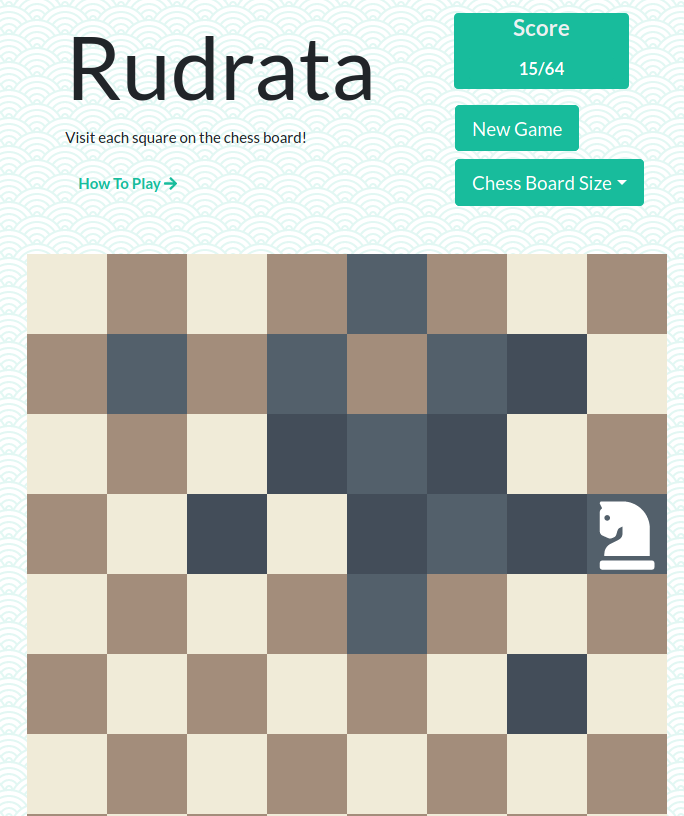 Rudrata
Visit each square on the chess board!
How To Play
Score
15/64
New Game
Chess Board Size